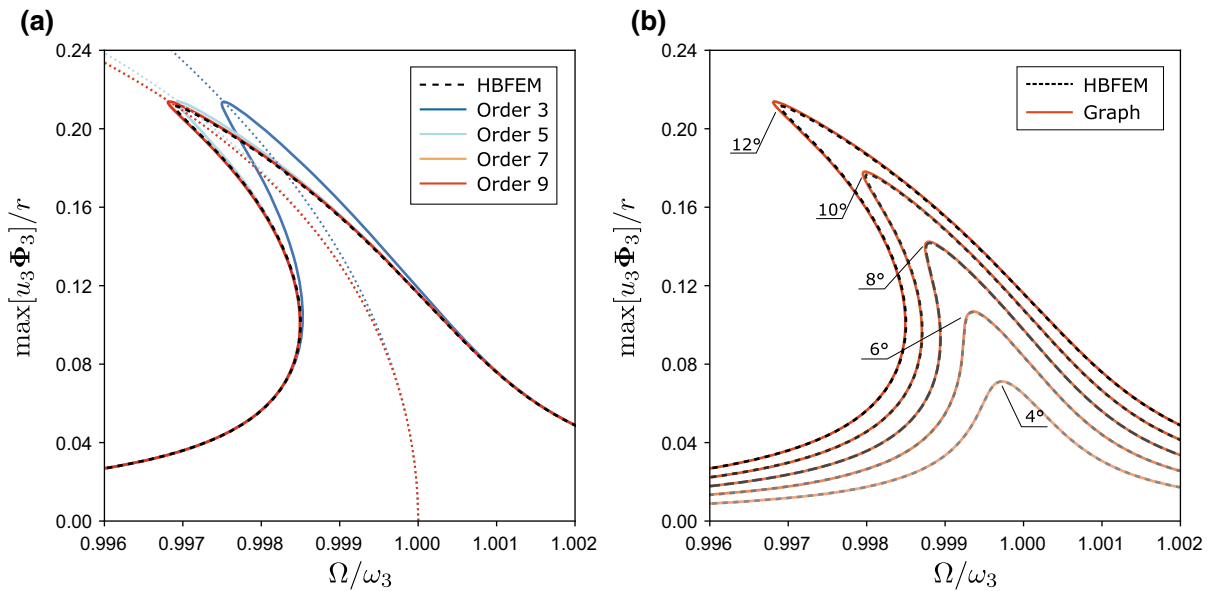 (a)
max[u₃Φ₃]/r
0.24
0.20
0.16
0.12
0.08
0.04
0.00
HBFEM
Order 3
Order 5
Order 7
Order 9
0.996 0.997 0.998 0.999 1.000 1.001 1.002
Ω/ω₃
(b)
max[u₃Φ₃]/r
0.24
0.20
0.16
0.12
0.08
0.04
0.00
HBFEM
Graph
12°
10°
8°
6°
4°
0.996 0.997 0.998 0.999 1.000 1.001 1.002
Ω/ω₃